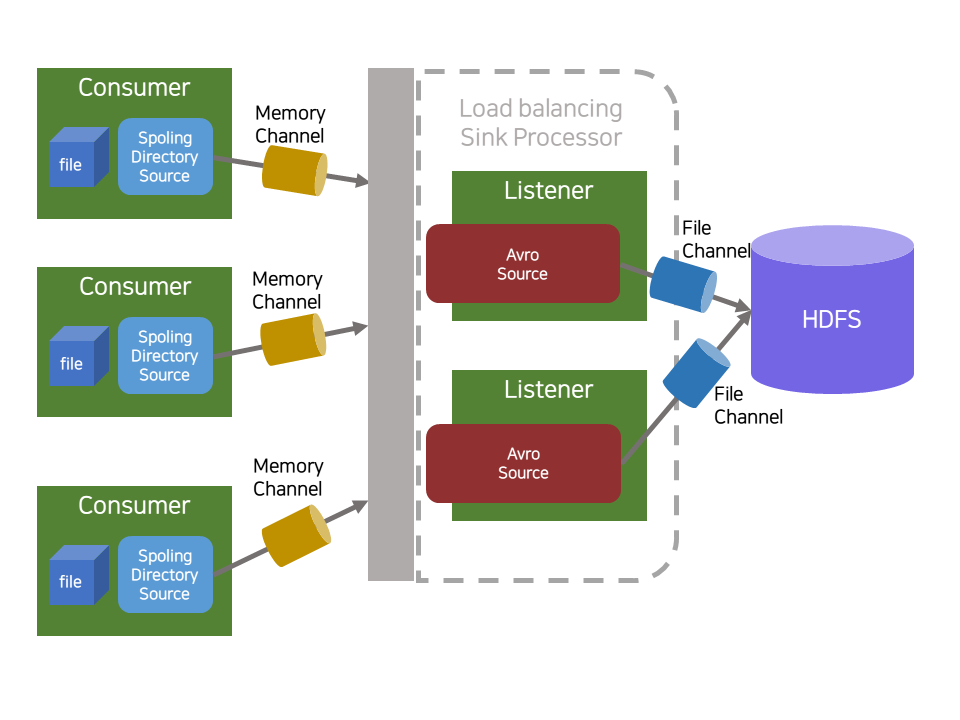 Consumer
file
Spoling
Directory
Source
Memory
Channel
Consumer
file
Spoling
Directory
Source
Memory
Channel
Consumer
file
Spoling
Directory
Source
Memory
Channel
Load balancing
Sink Processor
Listener
Avro
Source
File
Channel
Listener
Avro
Source
File
Channel
HDFS